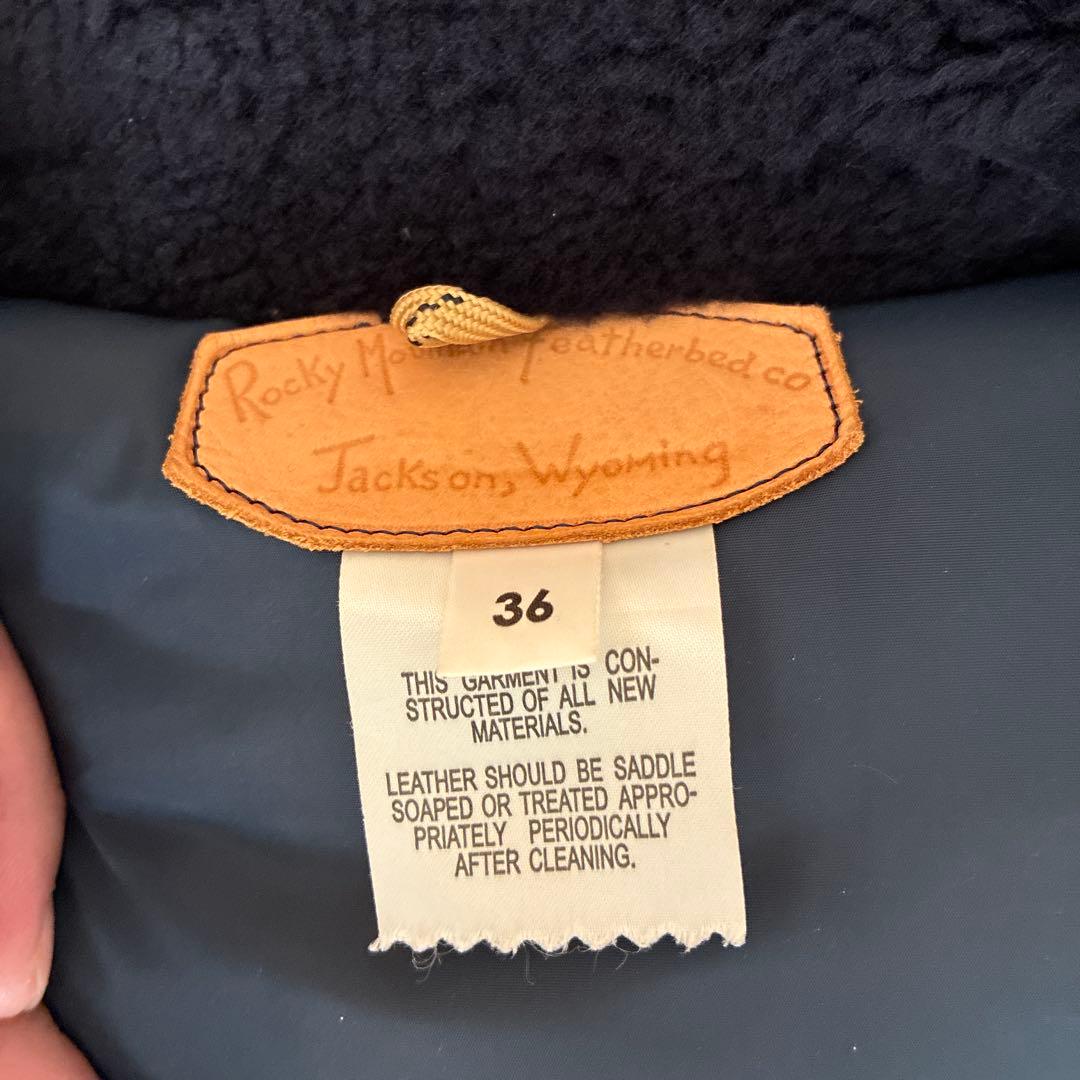 Rocky Mountain Featherbed co
Jackson, Wyoming
36
THIS GARMENT IS CON-
STRUCTED OF ALL NEW
MATERIALS.
LEATHER SHOULD BE SADDLE
SOAPED OR TREATED APPRO-
PRIATELY PERIODICALLY
AFTER CLEANING.